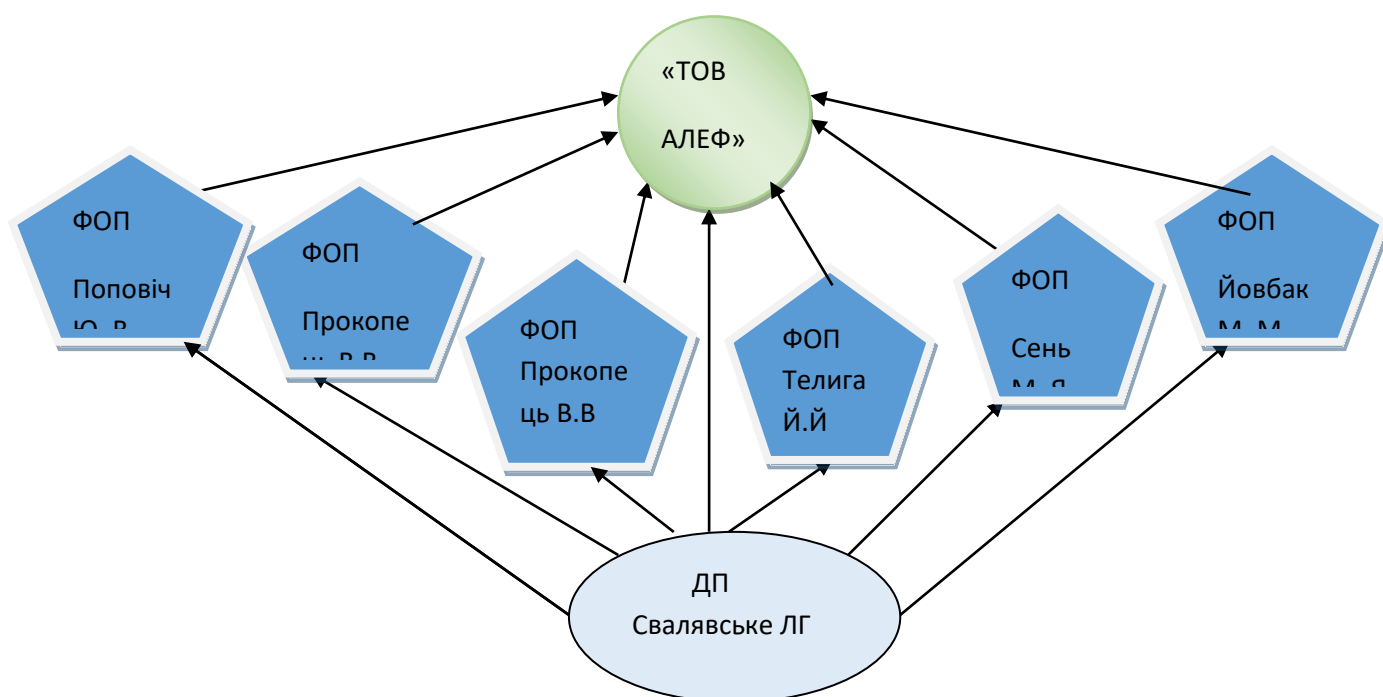 «ТОВ
АЛЕФ»
ФОП
Поповіч
ФОП
Прокопе
ФОП
Прокопе
ць В.В
ФОП
Телига
Й.Й
ФОП
Сень
ФОП
Йовбак
ДП
Свалявське ЛГ